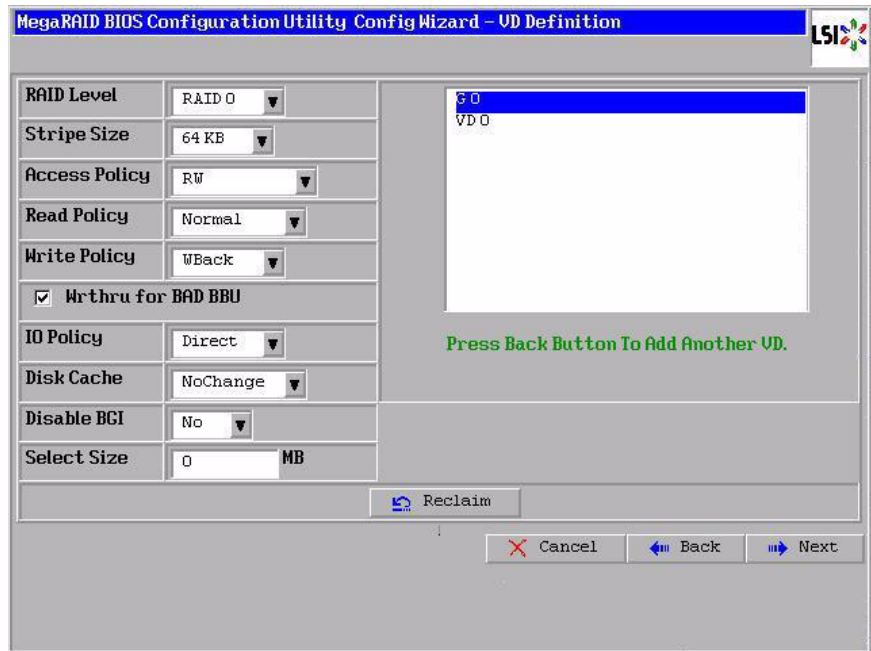 MegaRAID BIOS Configuration Utility Config Wizard – VD Definition
LSI
RAID Level RAID 0
Stripe Size 64 KB
Access Policy RW
Read Policy Normal
Write Policy WBack
Wrthru for BAD BBU
IO Policy Direct
Disk Cache NoChange
Disable BGI No
Select Size 0 MB
G 0
VD 0
Press Back Button To Add Another VD.
Reclaim
Cancel Back Next